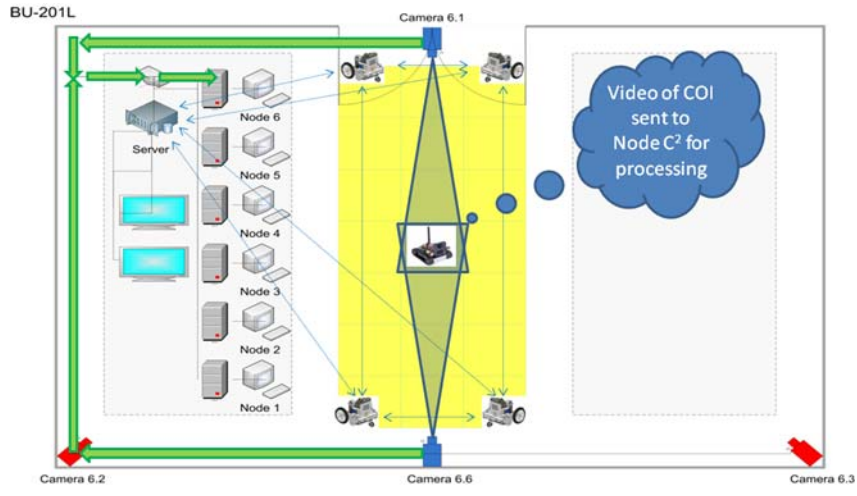 BU-201L
Camera 6.1
Node 6
Server
Node 5
Node 4
Node 3
Node 2
Node 1
Video of COI
sent to
Node C² for
processing
Camera 6.2
Camera 6.6
Camera 6.3